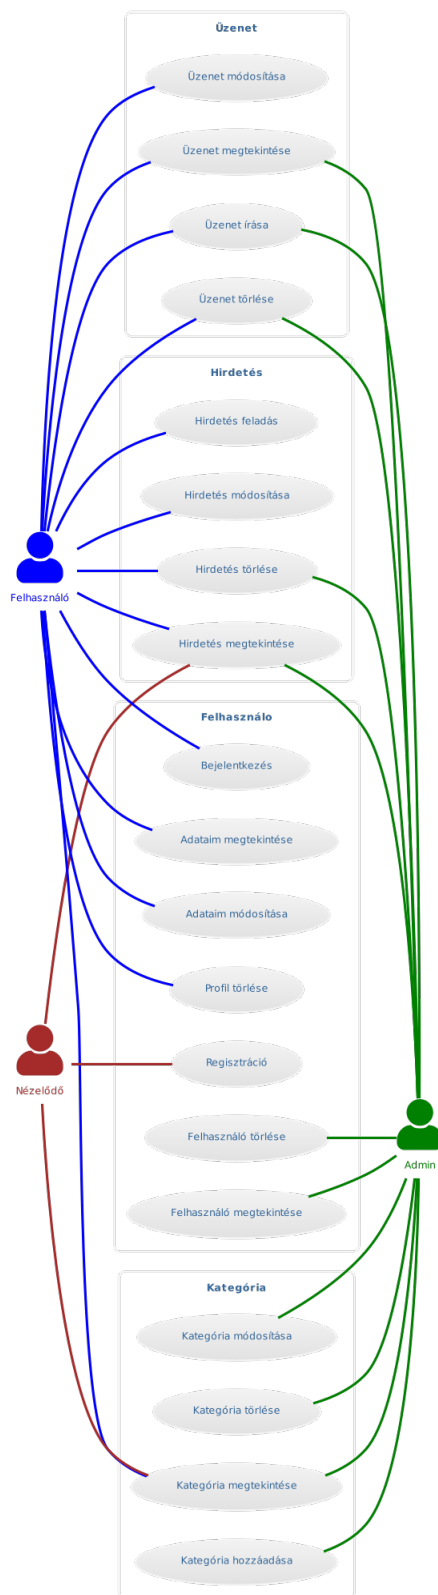 Üzenet
Üzenet módosítása
Üzenet megtekintése
Üzenet írása
Üzenet törlése
Hirdetés
Hirdetés feladás
Hirdetés módosítása
Hirdetés törlése
Felhasználó
Hirdetés megtekintése
Felhasználo
Bejelentkezés
Adataim megtekintése
Adataim módosítása
Profil törlése
Regisztráció
Nézelődő
Felhasználó törlése
Admin
Felhasználó megtekintése
Kategória
Kategória módosítása
Kategória törlése
Kategória megtekintése
Kategória hozzáadása